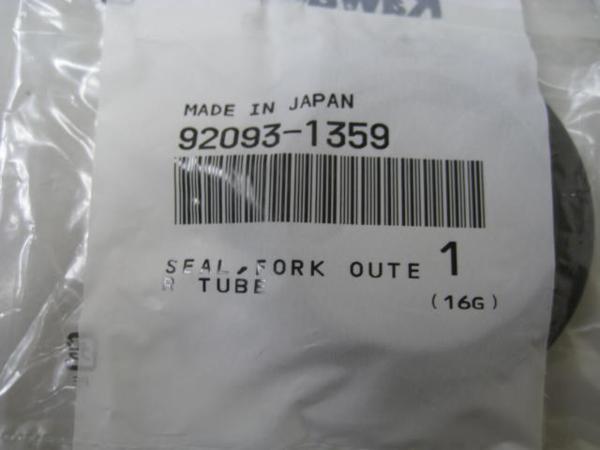 MADE IN JAPAN
92093-1359
SEAL,FORK OUTE 1
R TUBE
(16G)